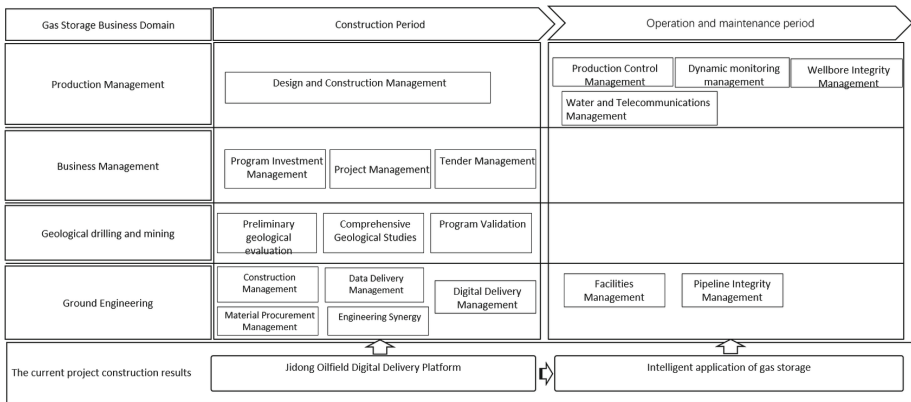 Gas Storage Business Domain
Construction Period
Operation and maintenance period
Production Management
Design and Construction Management
Production Control
Management
Dynamic monitoring
management
Wellbore Integrity
Management
Water and Telecommunications
Management
Business Management
Program Investment
Management
Project Management
Tender Management
Geological drilling and mining
Preliminary
geological
evaluation
Comprehensive
Geological Studies
Program Validation
Ground Engineering
Construction
Management
Data Delivery
Management
Digital Delivery
Management
Material Procurement
Management
Engineering Synergy
Facilities
Management
Pipeline Integrity
Management
The current project construction results
Jidong Oilfield Digital Delivery Platform
Intelligent application of gas storage